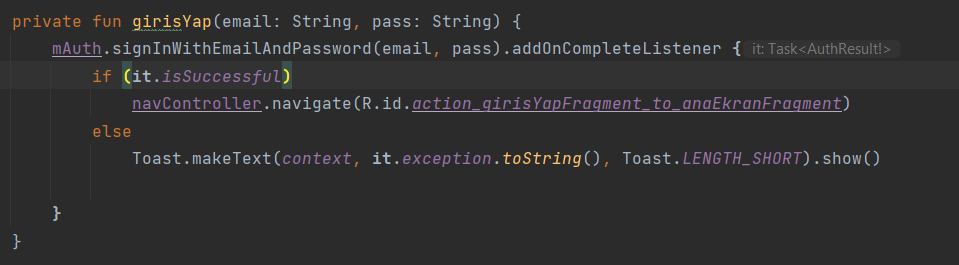 private fun girisYap(email: String, pass: String) {
    mAuth.signInWithEmailAndPassword(email, pass).addOnCompleteListener { it: Task<AuthResult!>
        if (it.isSuccessful)
            navController.navigate(R.id.action_girisYapFragment_to_anaEkranFragment)
        else
            Toast.makeText(context, it.exception.toString(), Toast.LENGTH_SHORT).show()
    }
}